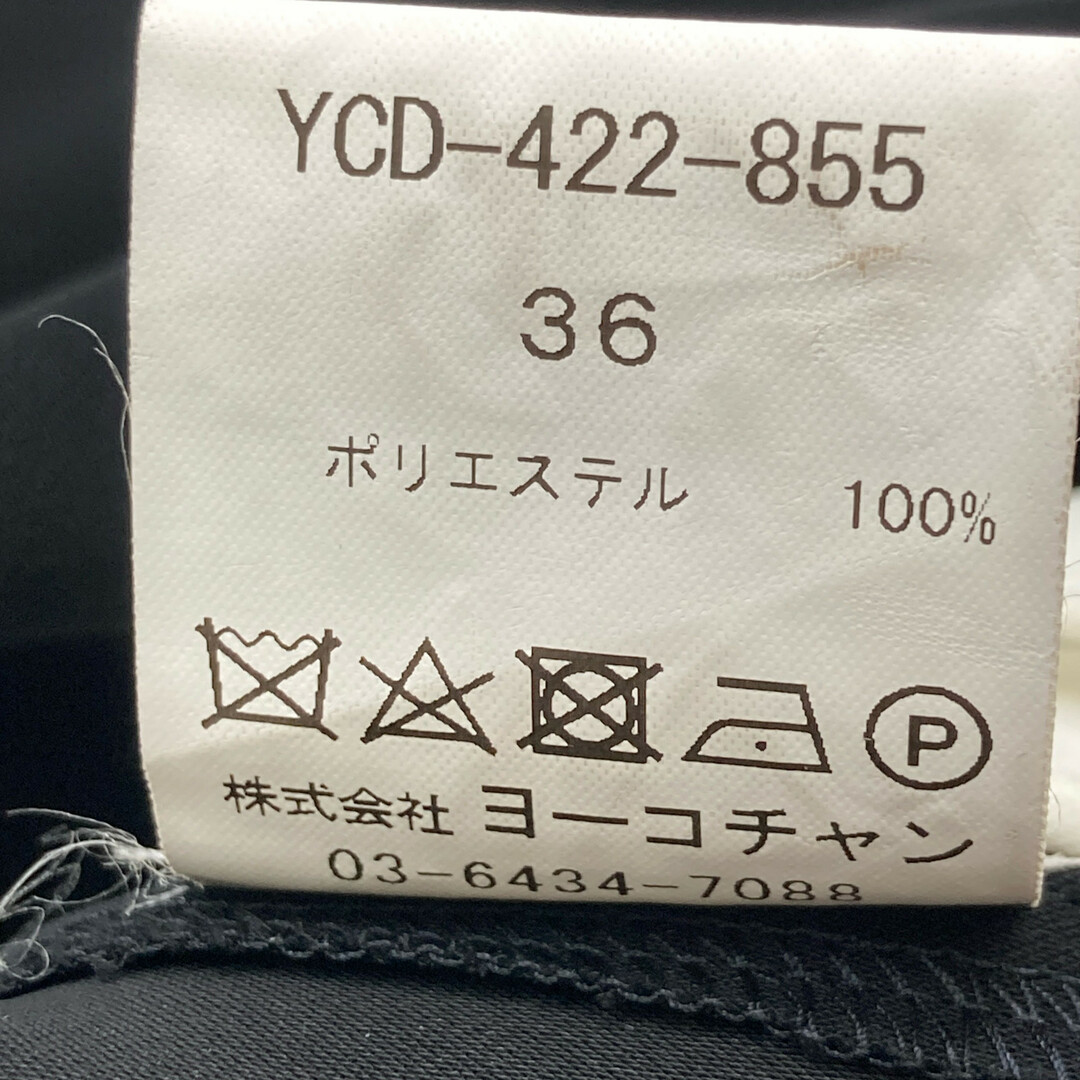 YCD-422-855
36
ポリエステル 100%
P
株式会社 ヨーコチャン
03-6434-7088